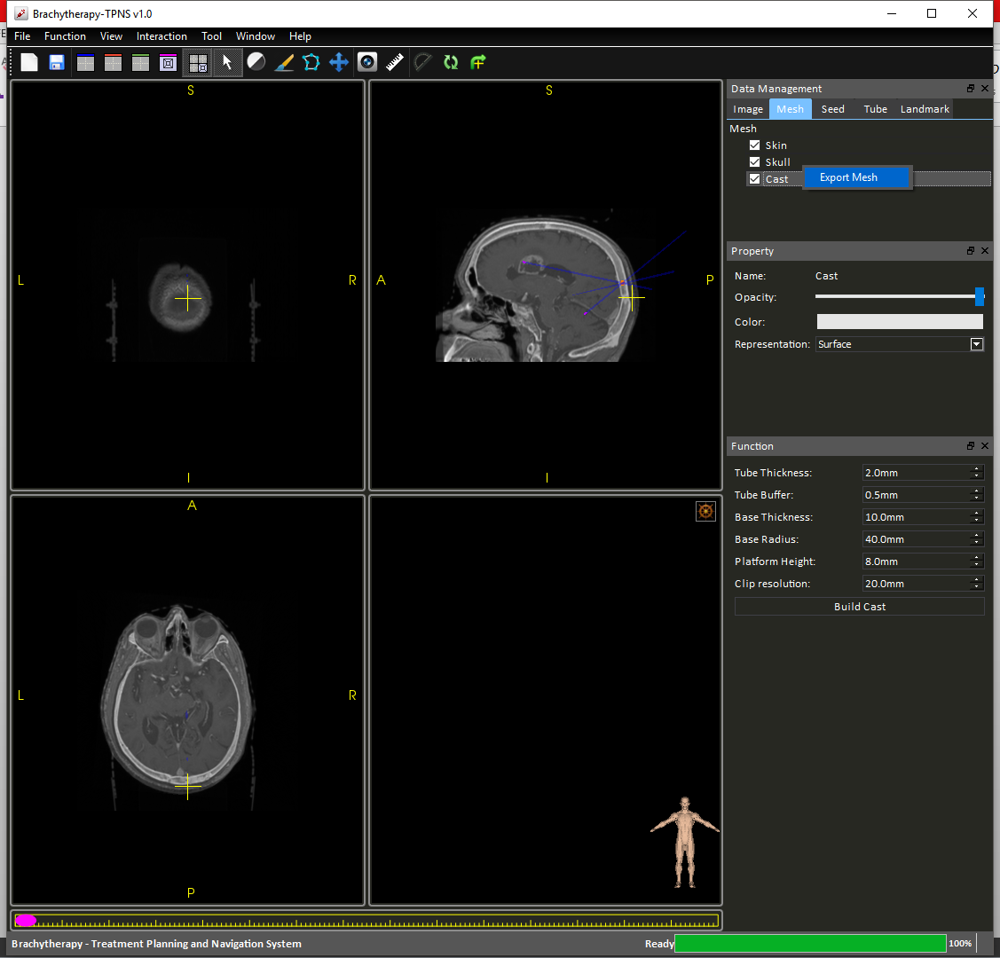 Brachytherapy-TPNS v1.0
File Function View Interaction Tool Window Help
S
L
R
I
S
A
P
I
A
L
R
P
Data Management
Image Mesh Seed Tube Landmark
Mesh
Skin
Skull
Cast
Export Mesh
Property
Name: Cast
Opacity:
Color:
Representation: Surface
Function
Tube Thickness: 2.0mm
Tube Buffer: 0.5mm
Base Thickness: 10.0mm
Base Radius: 40.0mm
Platform Height: 8.0mm
Clip resolution: 20.0mm
Build Cast
Brachytherapy - Treatment Planning and Navigation System
Ready 100%